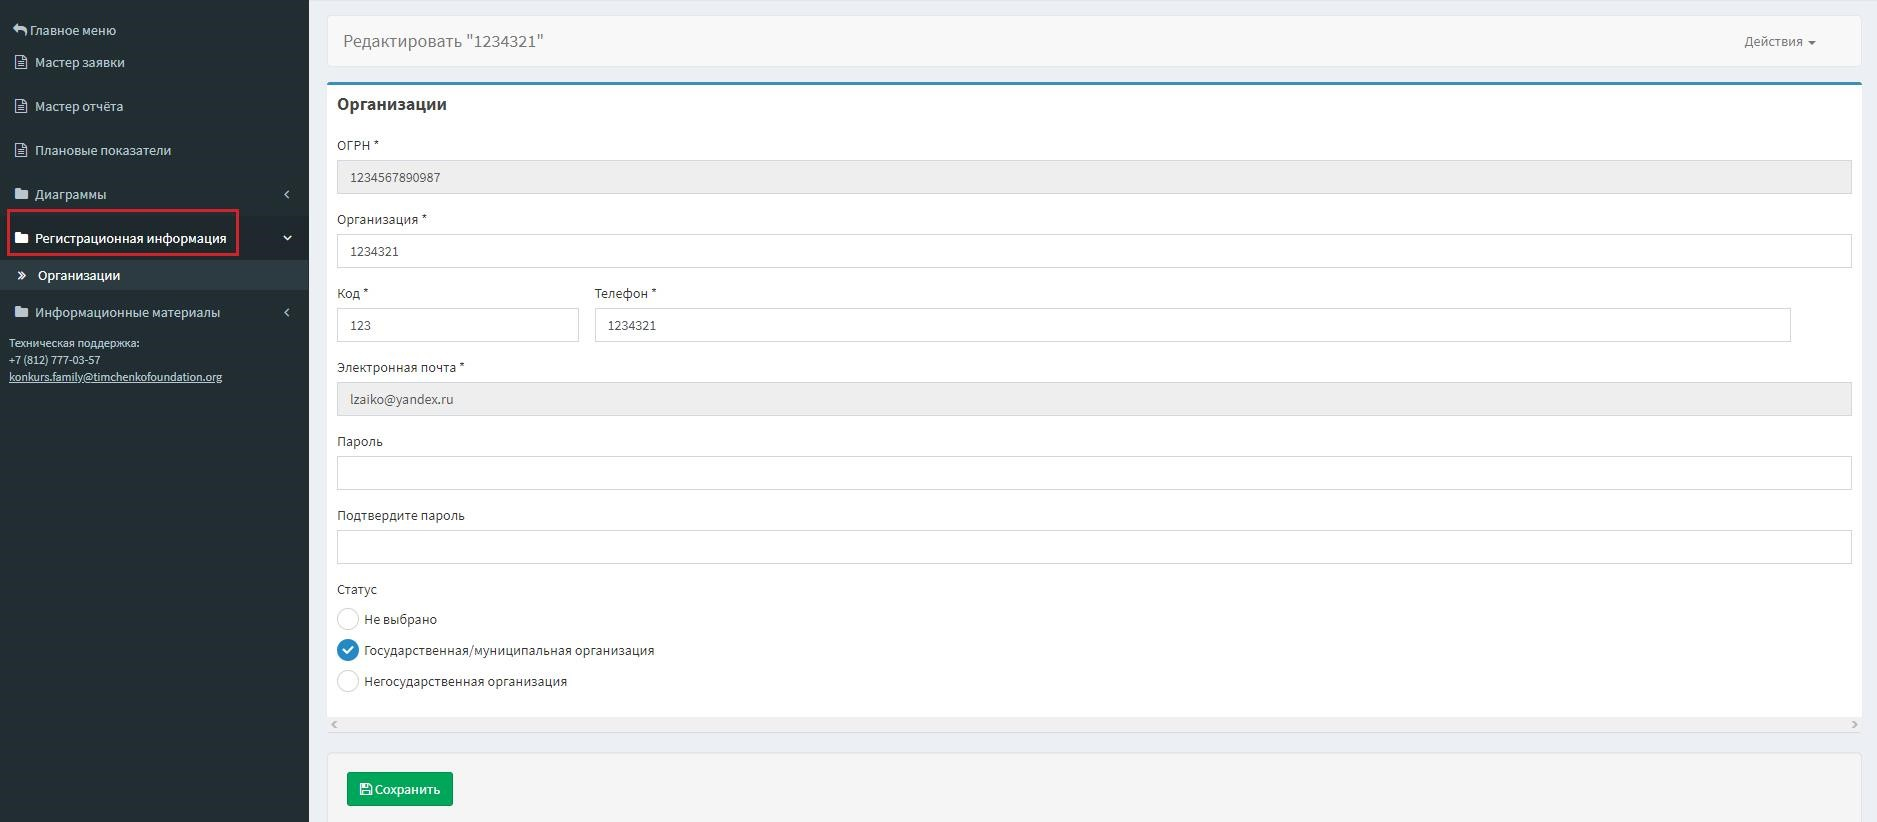 Главное меню
Мастер заявки
Мастер отчёта
Плановые показатели
Диаграммы
Регистрационная информация
Организации
Информационные материалы
Техническая поддержка:
+7 (812) 777-03-57
konkurs.family@timchenkofoundation.org
Редактировать "1234321"
Действия
Организации
ОГРН *
1234567890987
Организация *
1234321
Код * Телефон *
123 1234321
Электронная почта *
lzaiko@yandex.ru
Пароль
Подтвердите пароль
Статус
Не выбрано
Государственная/муниципальная организация
Негосударственная организация
Сохранить